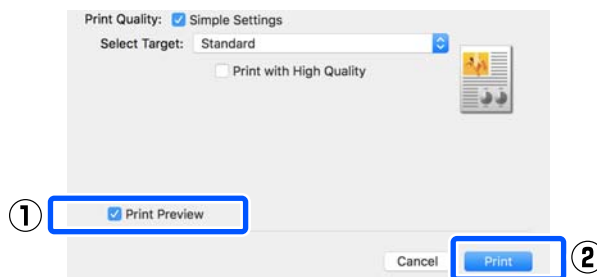 Print Quality: Simple Settings
Select Target: Standard
Print with High Quality
① Print Preview
Cancel Print ②